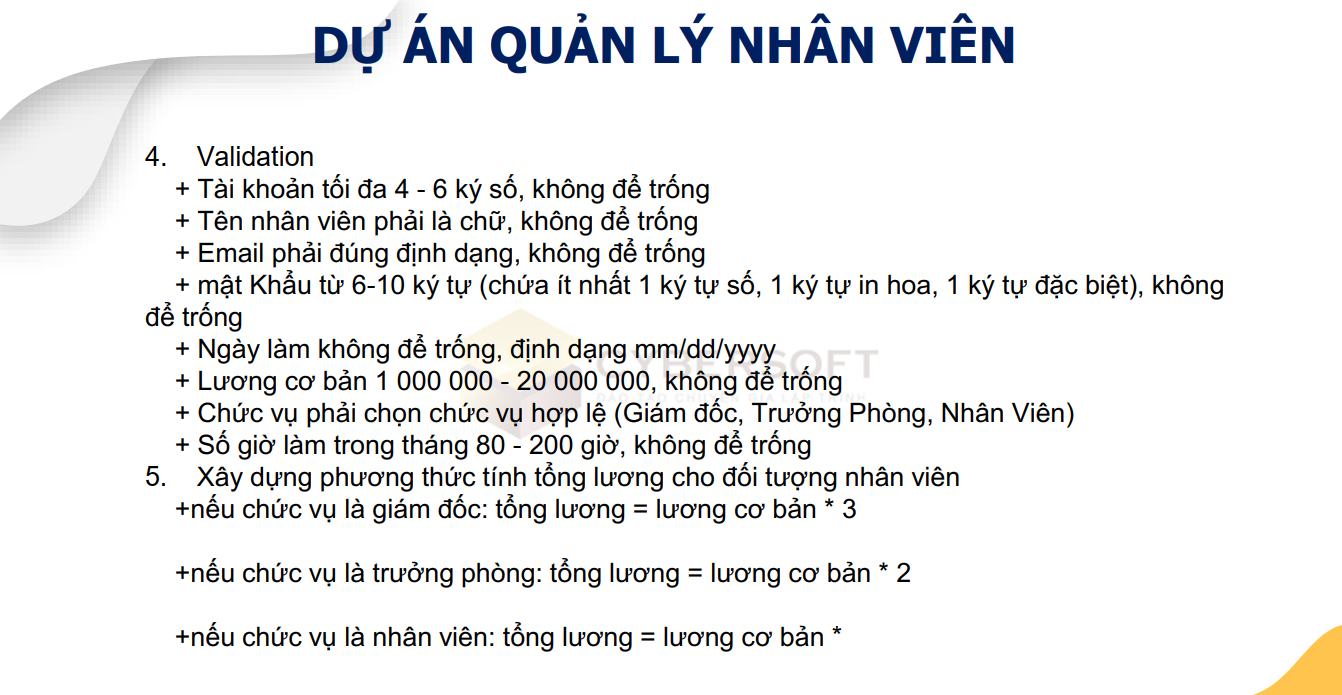 DỰ ÁN QUẢN LÝ NHÂN VIÊN
4. Validation
+ Tài khoản tối đa 4 - 6 ký số, không để trống
+ Tên nhân viên phải là chữ, không để trống
+ Email phải đúng định dạng, không để trống
+ mật Khẩu từ 6-10 ký tự (chứa ít nhất 1 ký tự số, 1 ký tự in hoa, 1 ký tự đặc biệt), không
để trống
+ Ngày làm không để trống, định dạng mm/dd/yyyy
CYBERSOFT
+ Lương cơ bản 1 000 000 - 20 000 000, không để trống
ĐÀO TẠO CHUYÊN GIA LẬP TRÌNH
+ Chức vụ phải chọn chức vụ hợp lệ (Giám đốc, Trưởng Phòng, Nhân Viên)
+ Số giờ làm trong tháng 80 - 200 giờ, không để trống
5. Xây dựng phương thức tính tổng lương cho đối tượng nhân viên
+nếu chức vụ là giám đốc: tổng lương = lương cơ bản * 3
+nếu chức vụ là trưởng phòng: tổng lương = lương cơ bản * 2
+nếu chức vụ là nhân viên: tổng lương = lương cơ bản *